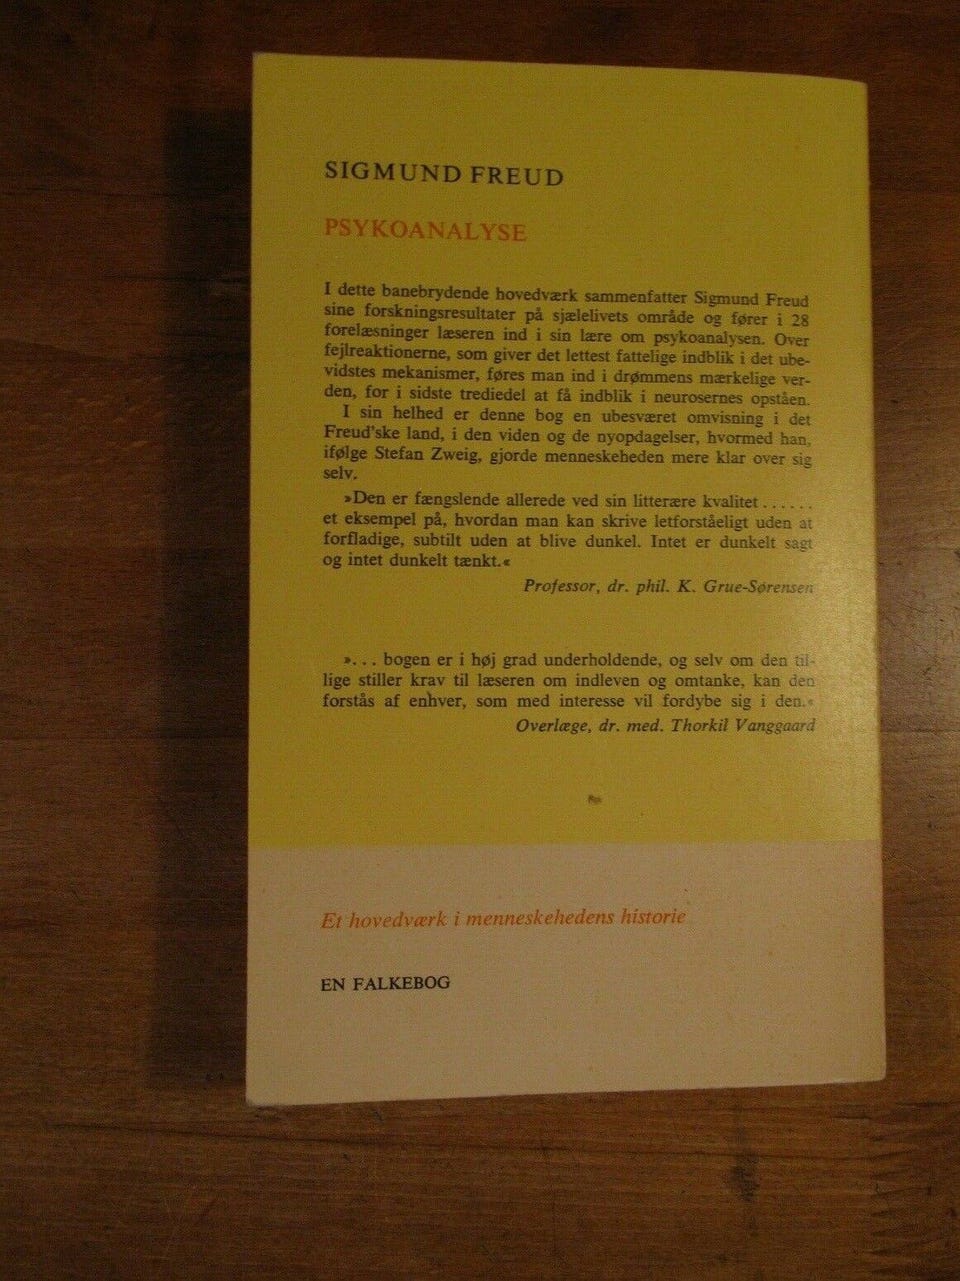 SIGMUND FREUD
PSYKOANALYSE
I dette banebrydende hovedværk sammenfatter Sigmund Freud
sine forskningsresultater på sjælelivets område og fører i 28
forelæsninger læseren ind i sin lære om psykoanalysen. Over
fejlreaktionerne, som giver det lettest fattelige indblik i det ube-
vidstes mekanismer, føres man ind i drømmens mærkelige ver-
den, for i sidste trediedel at få indblik i neurosernes opståen.
I sin helhed er denne bog en ubesværet omvisning i det
Freud'ske land, i den viden og de nyopdagelser, hvormed han,
ifølge Stefan Zweig, gjorde menneskeheden mere klar over sig
selv.
»Den er fængslende allerede ved sin litterære kvalitet ......
et eksempel på, hvordan man kan skrive letforståeligt uden at
forfladige, subtilt uden at blive dunkel. Intet er dunkelt sagt
og intet dunkelt tænkt.«
Professor, dr. phil. K. Grue-Sørensen
»... bogen er i høj grad underholdende, og selv om den til-
lige stiller krav til læseren om indleven og omtanke, kan den
forstås af enhver, som med interesse vil fordybe sig i den.«
Overlæge, dr. med. Thorkil Vanggaard
Et hovedværk i menneskehedens historie
EN FALKEBOG